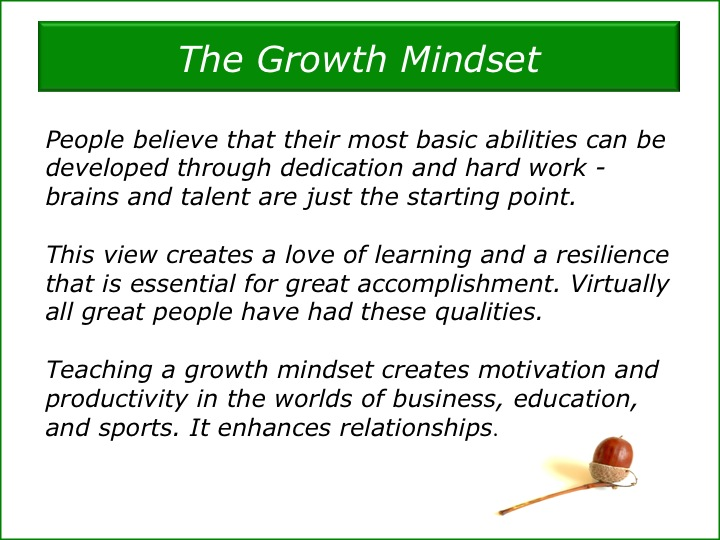 The Growth Mindset
People believe that their most basic abilities can be
developed through dedication and hard work -
brains and talent are just the starting point.
This view creates a love of learning and a resilience
that is essential for great accomplishment. Virtually
all great people have had these qualities.
Teaching a growth mindset creates motivation and
productivity in the worlds of business, education,
and sports. It enhances relationships.